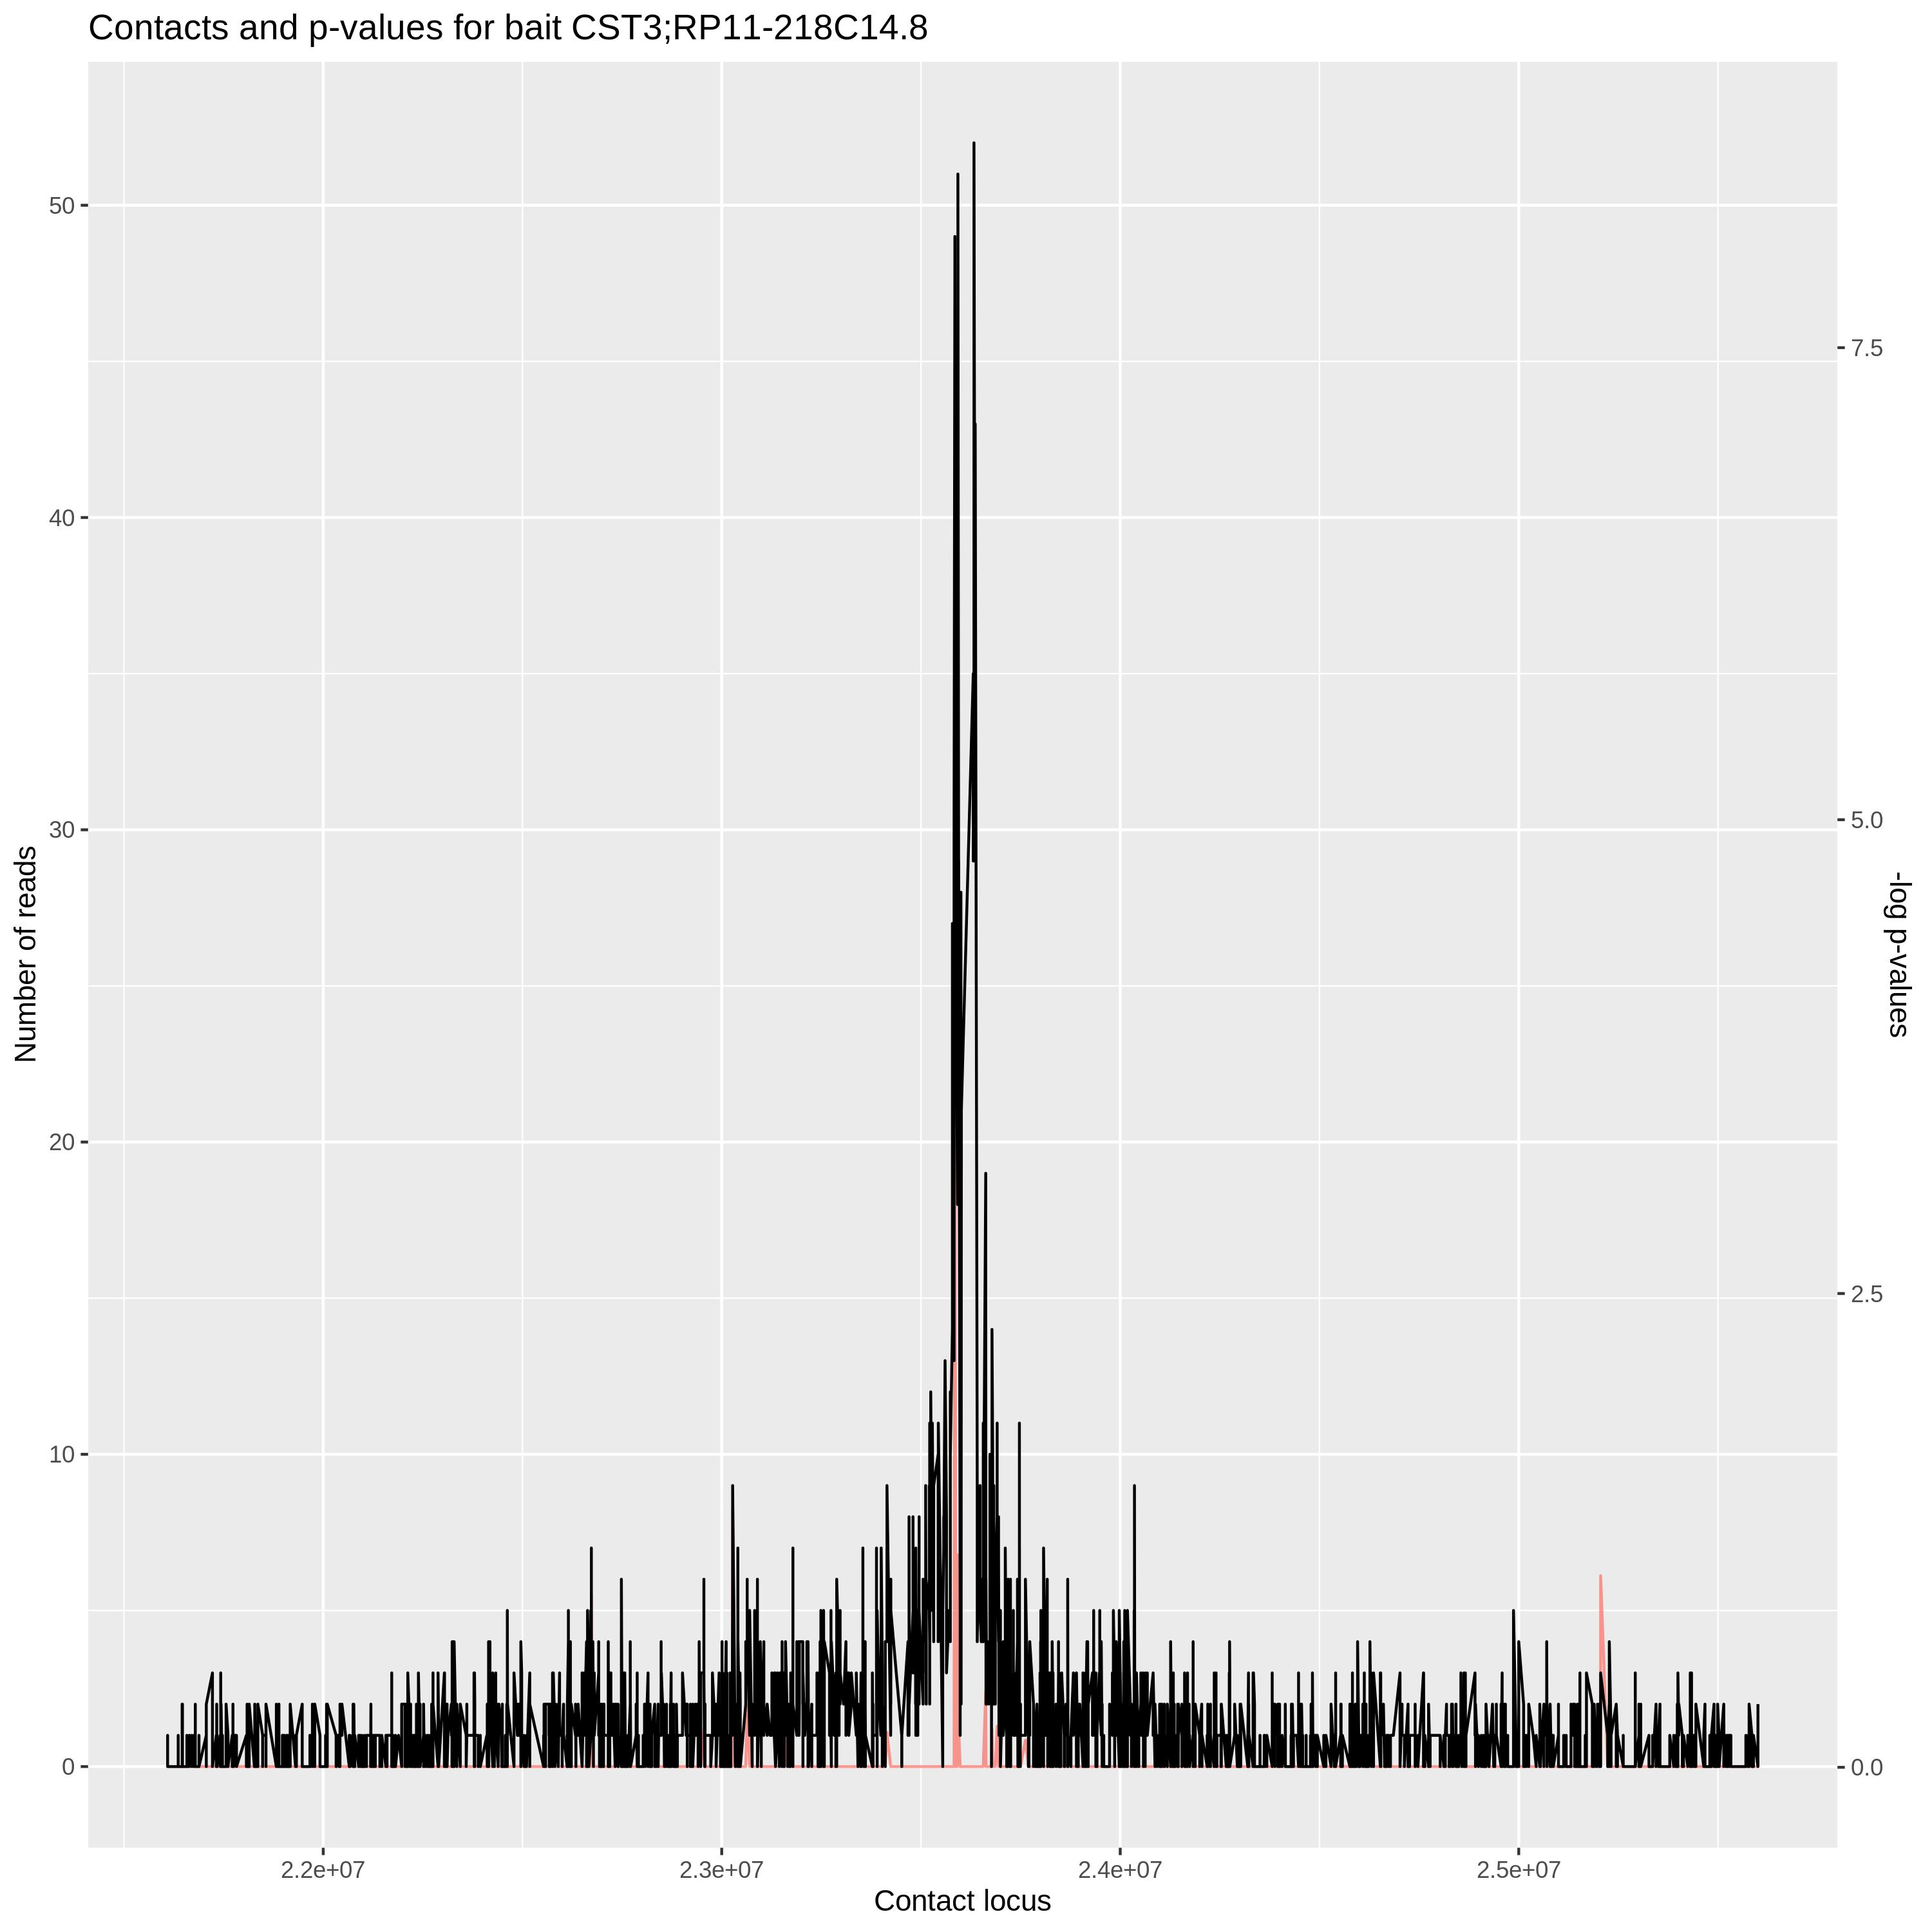 Contacts and p-values for bait CST3;RP11-218C14.8
50
40
30
20
10
0
7.5
5.0
2.5
0.0
Number of reads
-log p-values
2.2e+07
2.3e+07
2.4e+07
2.5e+07
Contact locus